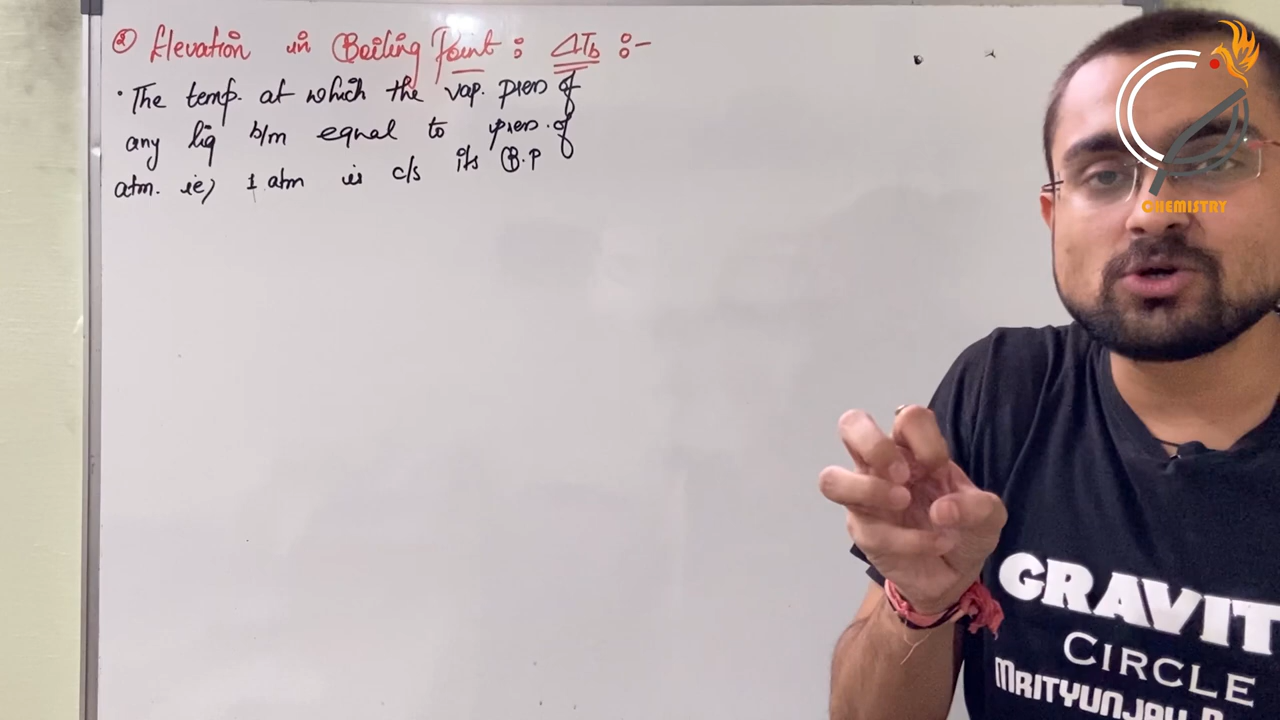 ② Elevation in Boiling Point : ΔTb :-
· The temp. at which the vap. pres of
any liq b/m equal to pres. of
atm. ie) 1 atm is c/s its B.P
CHEMISTRY
GRAVIT
CIRCLE
MRITYUNJAY